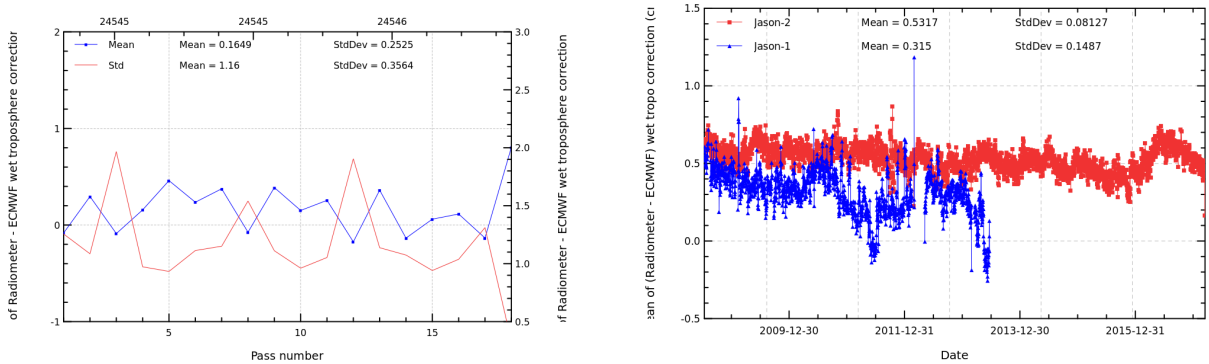 24545 24545 24546
of Radiometer - ECMWF wet troposphere correction
2
1
0
-1
Mean Mean = 0.1649 StdDev = 0.2525
Std Mean = 1.16 StdDev = 0.3564
3.0
2.5
2.0
1.5
1.0
0.5
of Radiometer - ECMWF wet troposphere correction
5 10 15
Pass number
an of (Radiometer - ECMWF) wet tropo correction (cr
1.5
1.0
0.5
0.0
-0.5
Jason-2 Mean = 0.5317 StdDev = 0.08127
Jason-1 Mean = 0.315 StdDev = 0.1487
2009-12-30 2011-12-31 2013-12-30 2015-12-31
Date